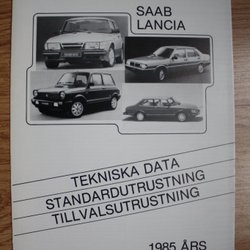 SAAB
LANCIA
TEKNISKA DATA
STANDARDUTRUSTNING
TILLVALSUTRUSTNING
1985 ÅRS